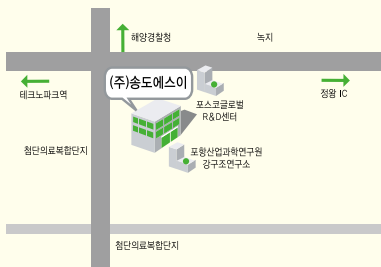 해양경찰청
녹지
테크노파크역
(주)송도에스이
정왕 IC
포스코글로벌
R&D센터
첨단의료복합단지
포항산업과학연구원
강구조연구소
첨단의료복합단지